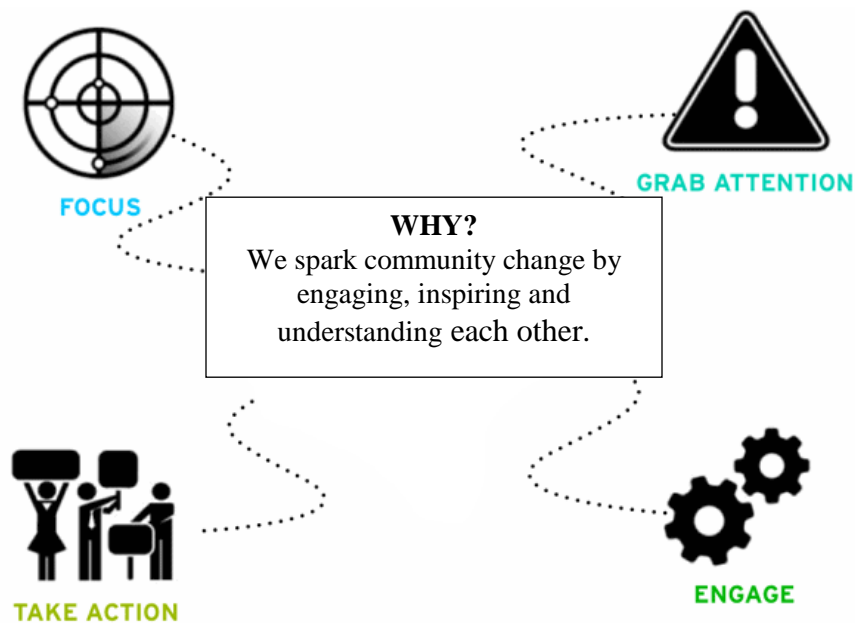 FOCUS
GRAB ATTENTION
WHY?
We spark community change by
engaging, inspiring and
understanding each other.
TAKE ACTION
ENGAGE